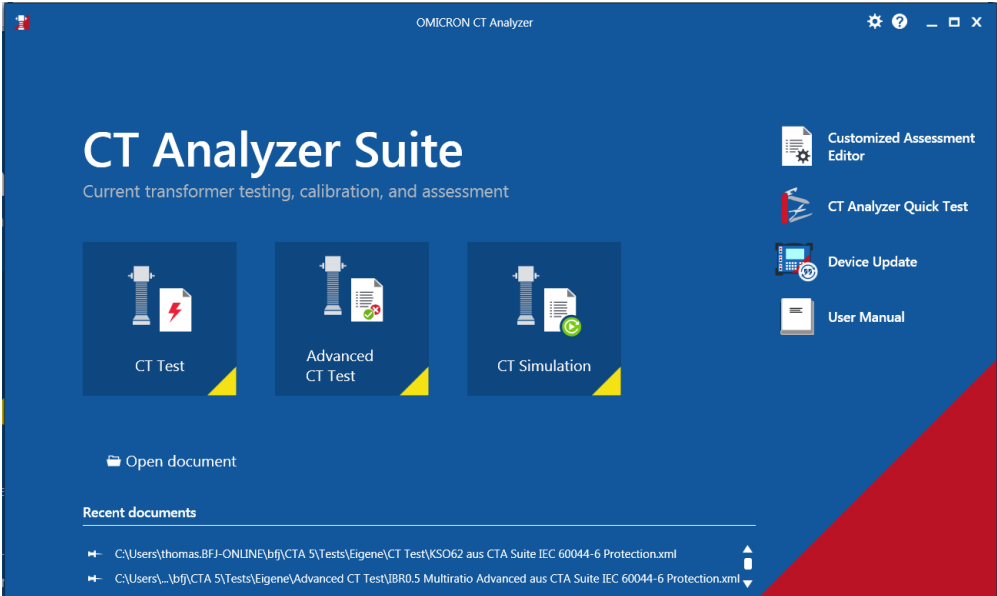 OMICRON CT Analyzer
CT Analyzer Suite
Current transformer testing, calibration, and assessment
CT Test
Advanced
CT Test
CT Simulation
Customized Assessment
Editor
CT Analyzer Quick Test
Device Update
User Manual
Open document
Recent documents
C:\Users\thomas.BFJ-ONLINE\bfj\CTA 5\Tests\Eigene\CT Test\KSO62 aus CTA Suite IEC 60044-6 Protection.xml
C:\Users\...\bfj\CTA 5\Tests\Eigene\Advanced CT Test\IBR0.5 Multiratio Advanced aus CTA Suite IEC 60044-6 Protection.xml